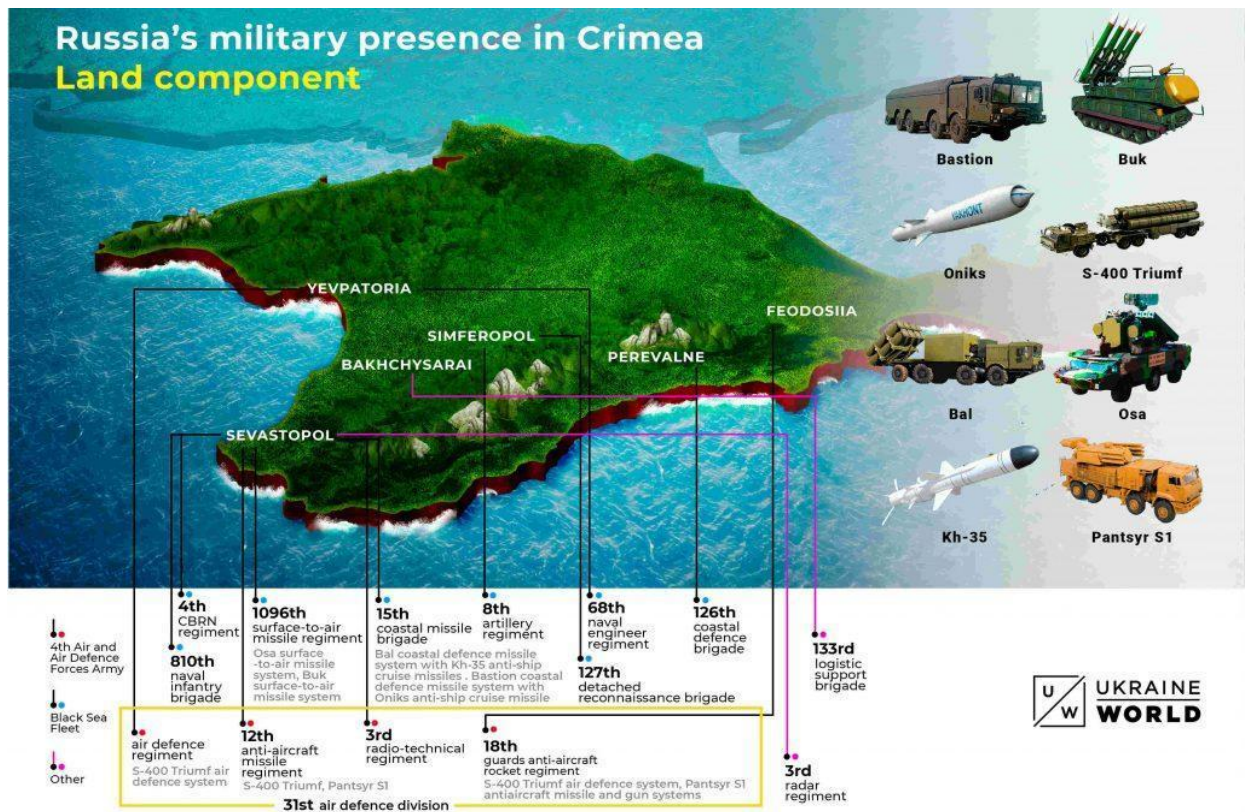 Russia's military presence in Crimea
Land component
Bastion
Buk
YAKHONT
Oniks
S-400 Triumf
Bal
Osa
Kh-35
Pantsyr S1
YEVPATORIA
FEODOSIIA
SIMFEROPOL
PEREVALNE
BAKHCHYSARAI
SEVASTOPOL
4th
CBRN
regiment
810th
naval
infantry
brigade
1096th
surface-to-air
missile regiment
Osa surface
-to-air missile
system, Buk
surface-to-air
missile system
15th
coastal missile
brigade
Bal coastal defence missile
system with Kh-35 anti-ship
cruise missiles . Bastion coastal
defence missile system with
Oniks anti-ship cruise missile
8th
artillery
regiment
68th
naval
engineer
regiment
127th
detached
reconnaissance brigade
126th
coastal
defence
brigade
133rd
logistic
support
brigade
4th Air and
Air Defence
Forces Army
Black Sea
Fleet
Other
air defence
regiment
S-400 Triumf air
defence system
12th
anti-aircraft
missile
regiment
S-400 Triumf, Pantsyr S1
3rd
radio-technical
regiment
18th
guards anti-aircraft
rocket regiment
S-400 Triumf air defence system, Pantsyr S1
antiaircraft missile and gun systems
31st air defence division
3rd
radar
regiment
U
W
UKRAINE
WORLD